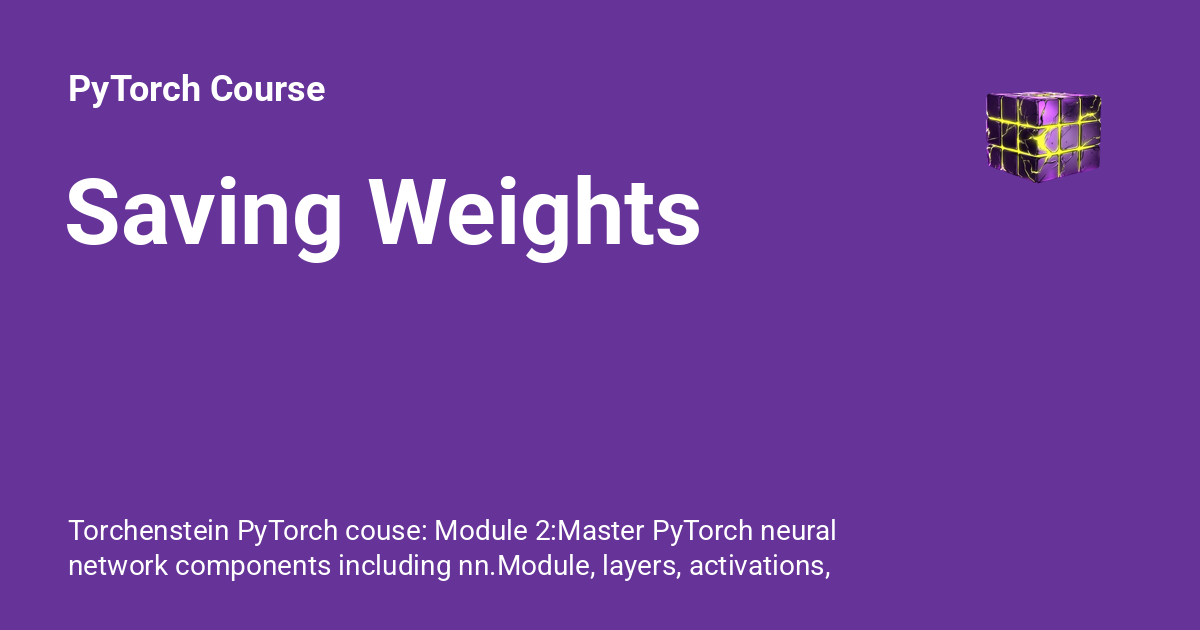 PyTorch Course
Saving Weights
Torchenstein PyTorch couse: Module 2:Master PyTorch neural
network components including nn.Module, layers, activations,